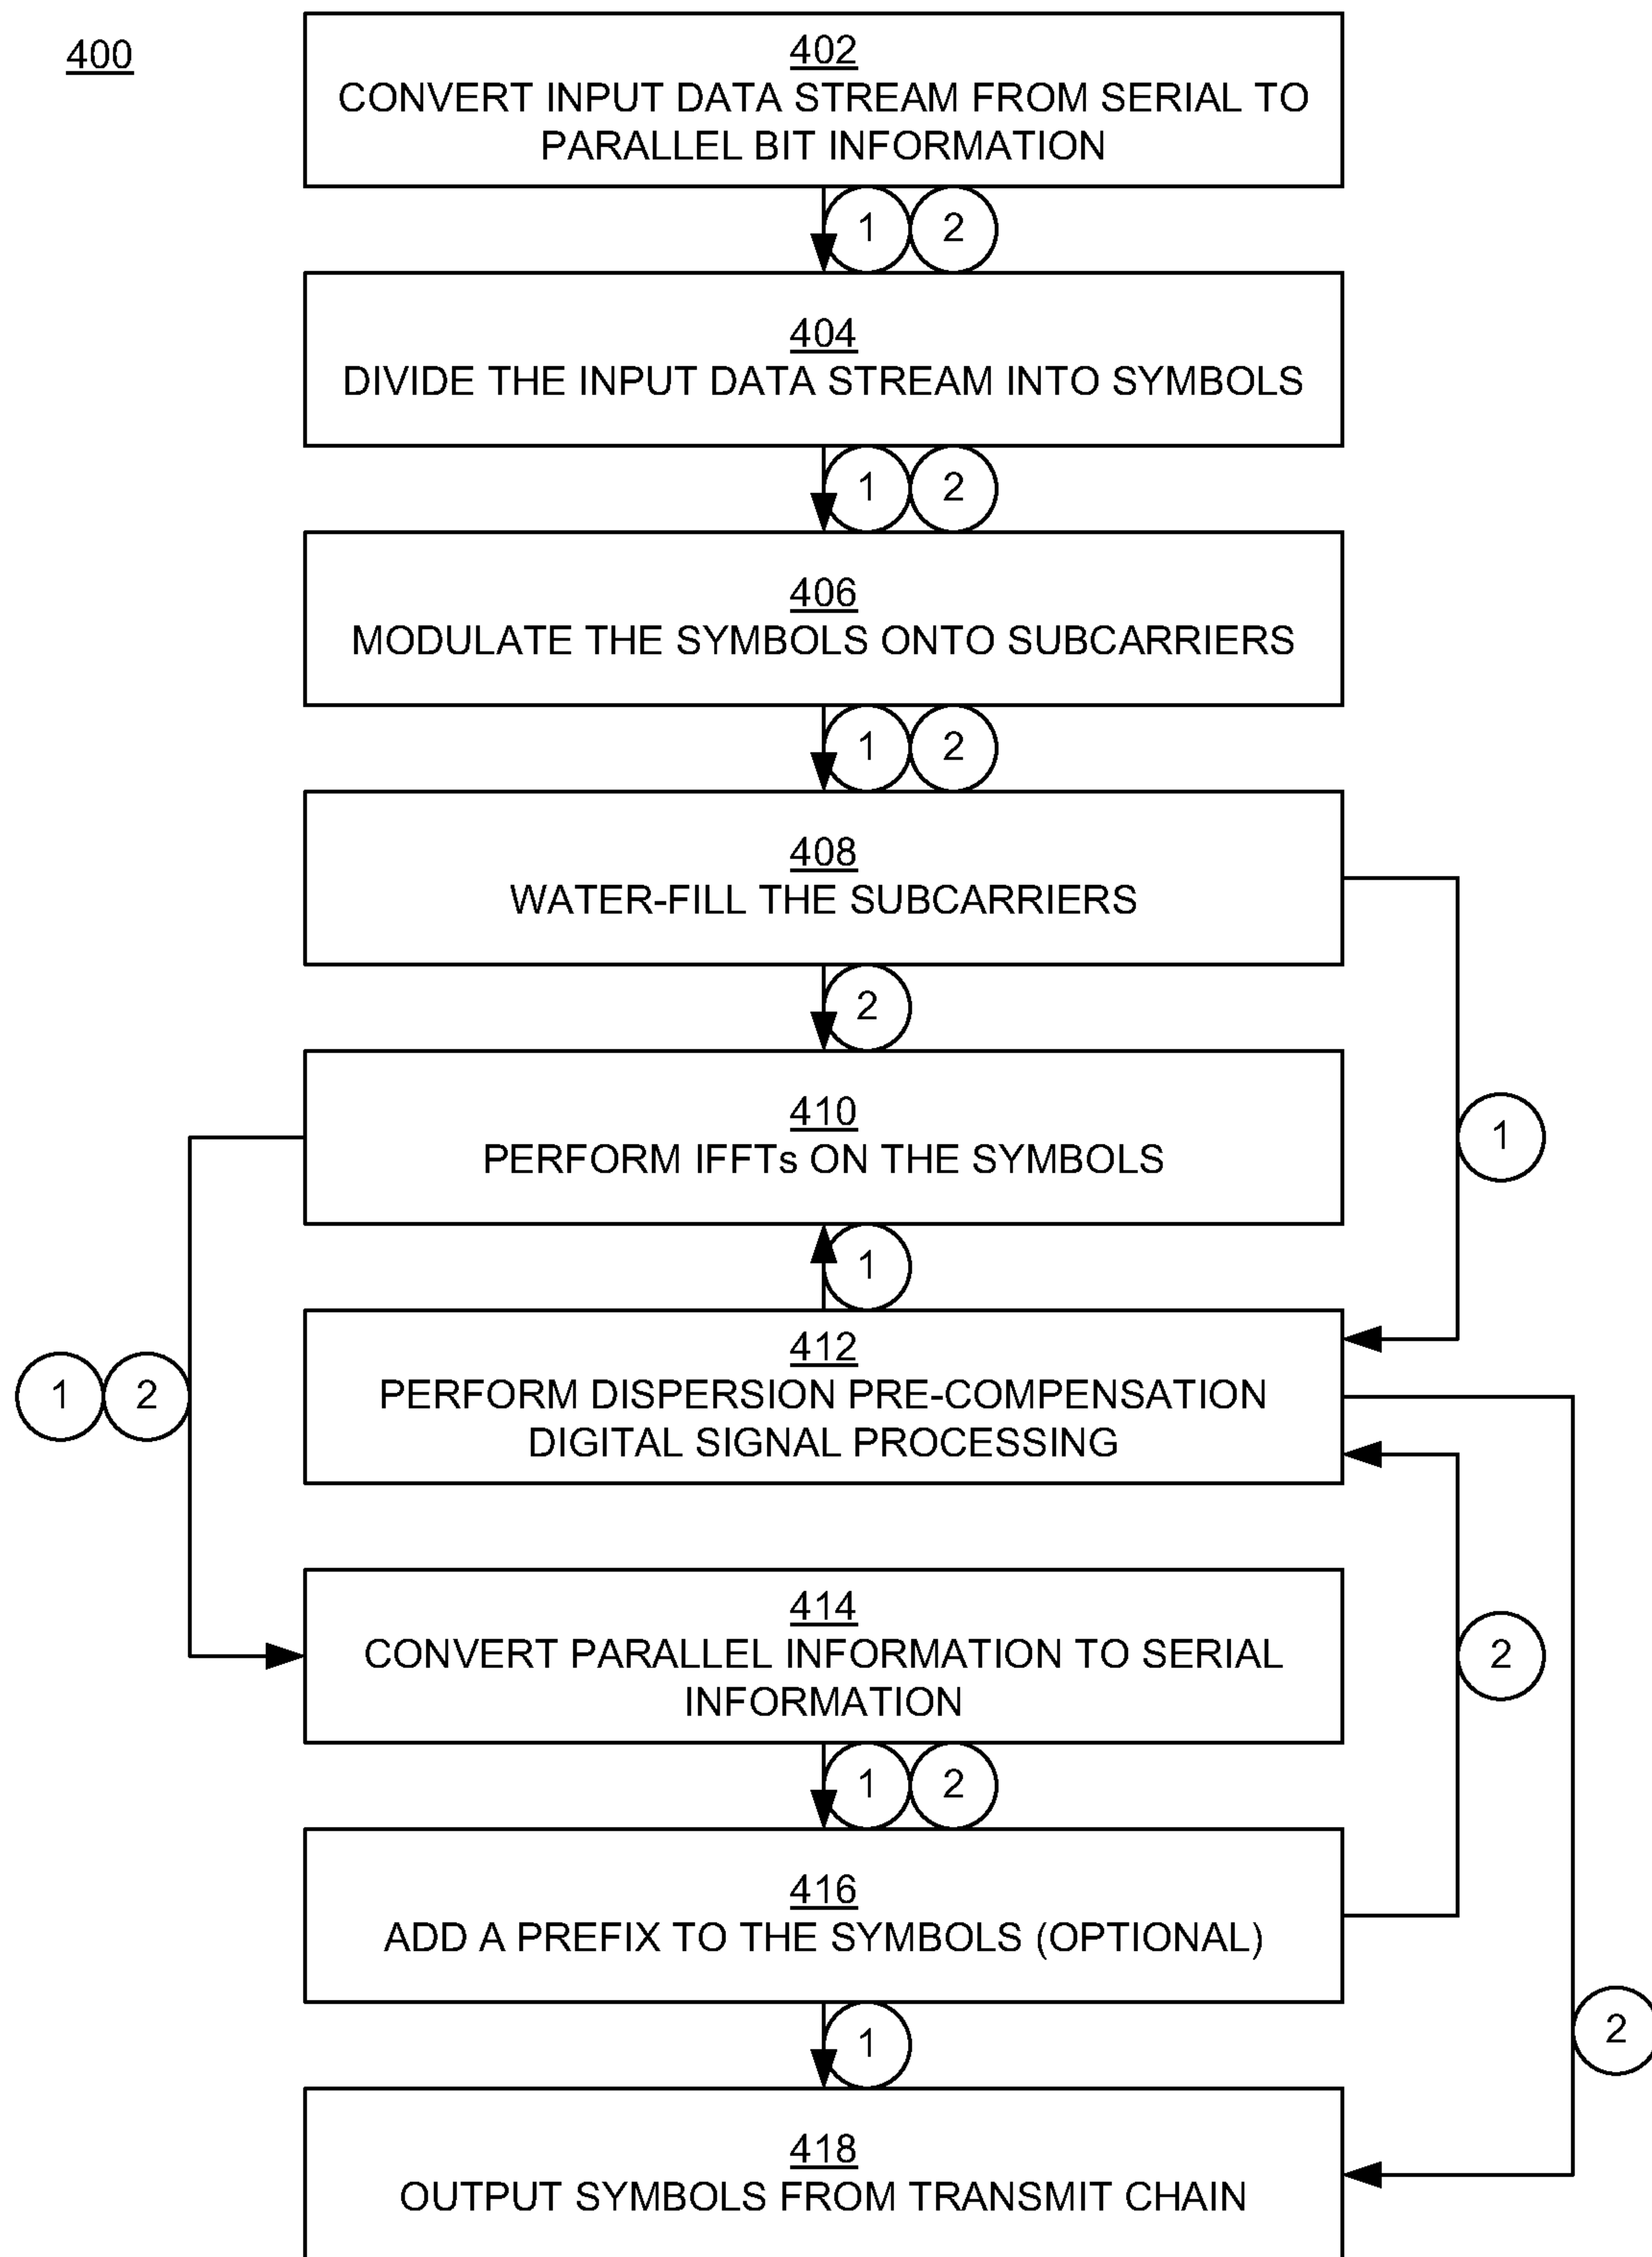 400
402
CONVERT INPUT DATA STREAM FROM SERIAL TO
PARALLEL BIT INFORMATION
1 2
404
DIVIDE THE INPUT DATA STREAM INTO SYMBOLS
1 2
406
MODULATE THE SYMBOLS ONTO SUBCARRIERS
1 2
408
WATER-FILL THE SUBCARRIERS
2
410
PERFORM IFFTs ON THE SYMBOLS
1
1
412
PERFORM DISPERSION PRE-COMPENSATION
DIGITAL SIGNAL PROCESSING
1 2
414
CONVERT PARALLEL INFORMATION TO SERIAL
INFORMATION
2
1 2
416
ADD A PREFIX TO THE SYMBOLS (OPTIONAL)
1
2
418
OUTPUT SYMBOLS FROM TRANSMIT CHAIN